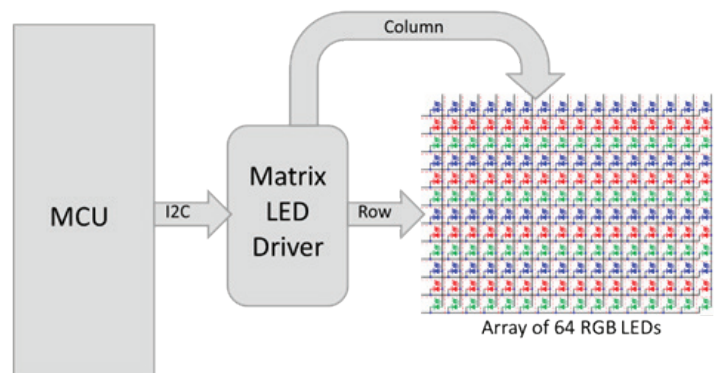 Column
MCU
I2C
Matrix
LED
Driver
Row
Array of 64 RGB LEDs